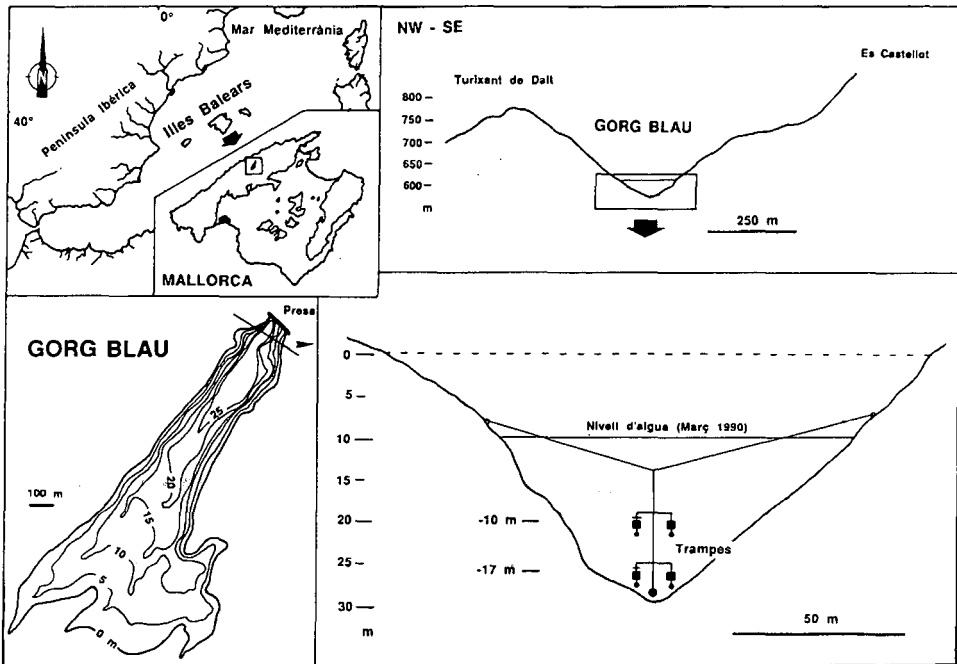 0°
Mar Mediterrània
N
40°
Península Ibérica
Illes Balears
MALLORCA
NW - SE
Es Castellot
Turixant de Dalt
GORG BLAU
800
750
700
650
600
m
250 m
GORG BLAU
Presa
25
20
15
10
5
0 m
100 m
0
5
10
15
20
25
30
m
Nivell d'aigua (Març 1990)
-10 m
-17 m
Trampes
50 m